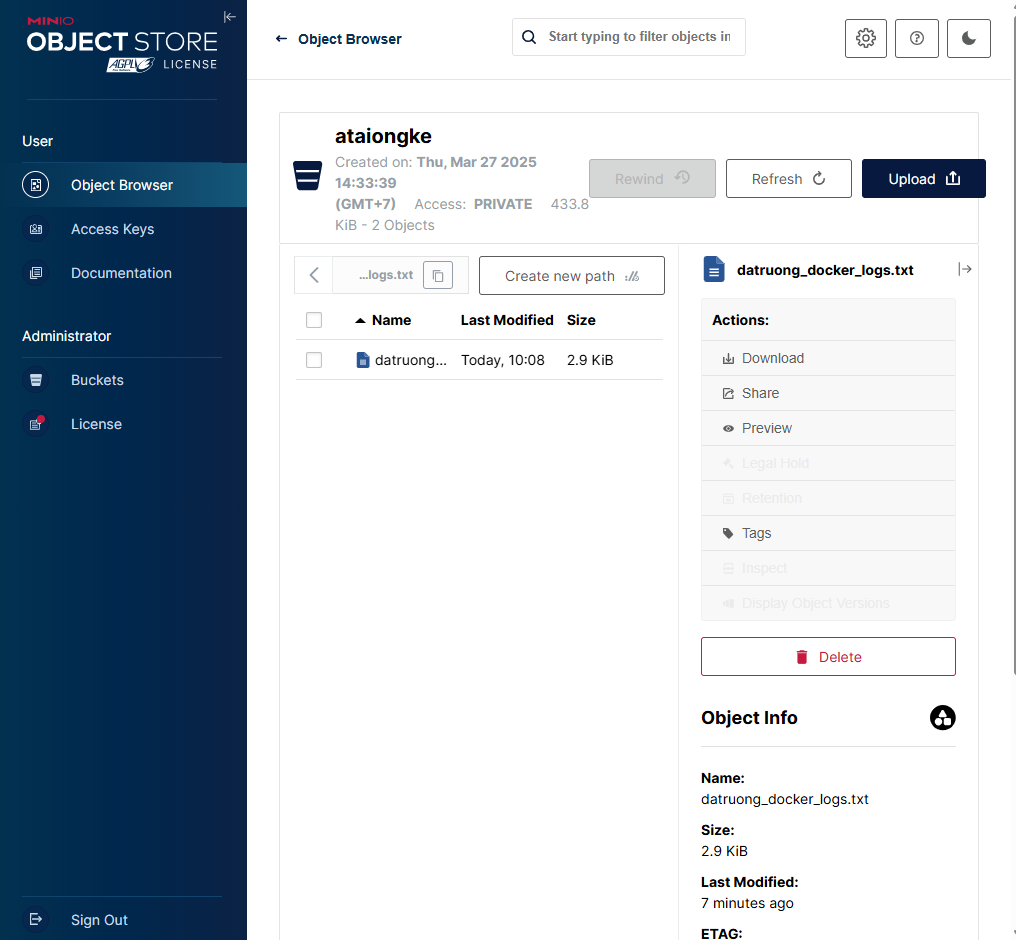 MINIO
OBJECT STORE
AGPLV3 LICENSE
User
Object Browser
Access Keys
Documentation
Administrator
Buckets
License
Sign Out
Object Browser
Start typing to filter objects in
ataiongke
Created on: Thu, Mar 27 2025
14:33:39
(GMT+7) Access: PRIVATE 433.8
KiB - 2 Objects
Rewind
Refresh
Upload
...logs.txt
Create new path
Name Last Modified Size
datruong... Today, 10:08 2.9 KiB
datruong_docker_logs.txt
Actions:
Download
Share
Preview
Legal Hold
Retention
Tags
Inspect
Display Object Versions
Delete
Object Info
Name:
datruong_docker_logs.txt
Size:
2.9 KiB
Last Modified:
7 minutes ago
ETAG: